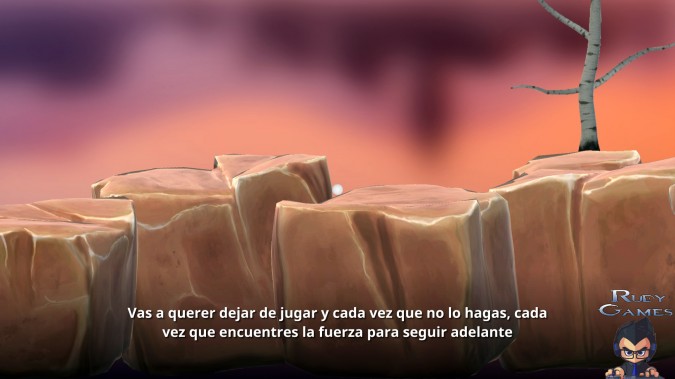 Vas a querer dejar de jugar y cada vez que no lo hagas, cada
vez que encuentres la fuerza para seguir adelante
RUEY
GAMES